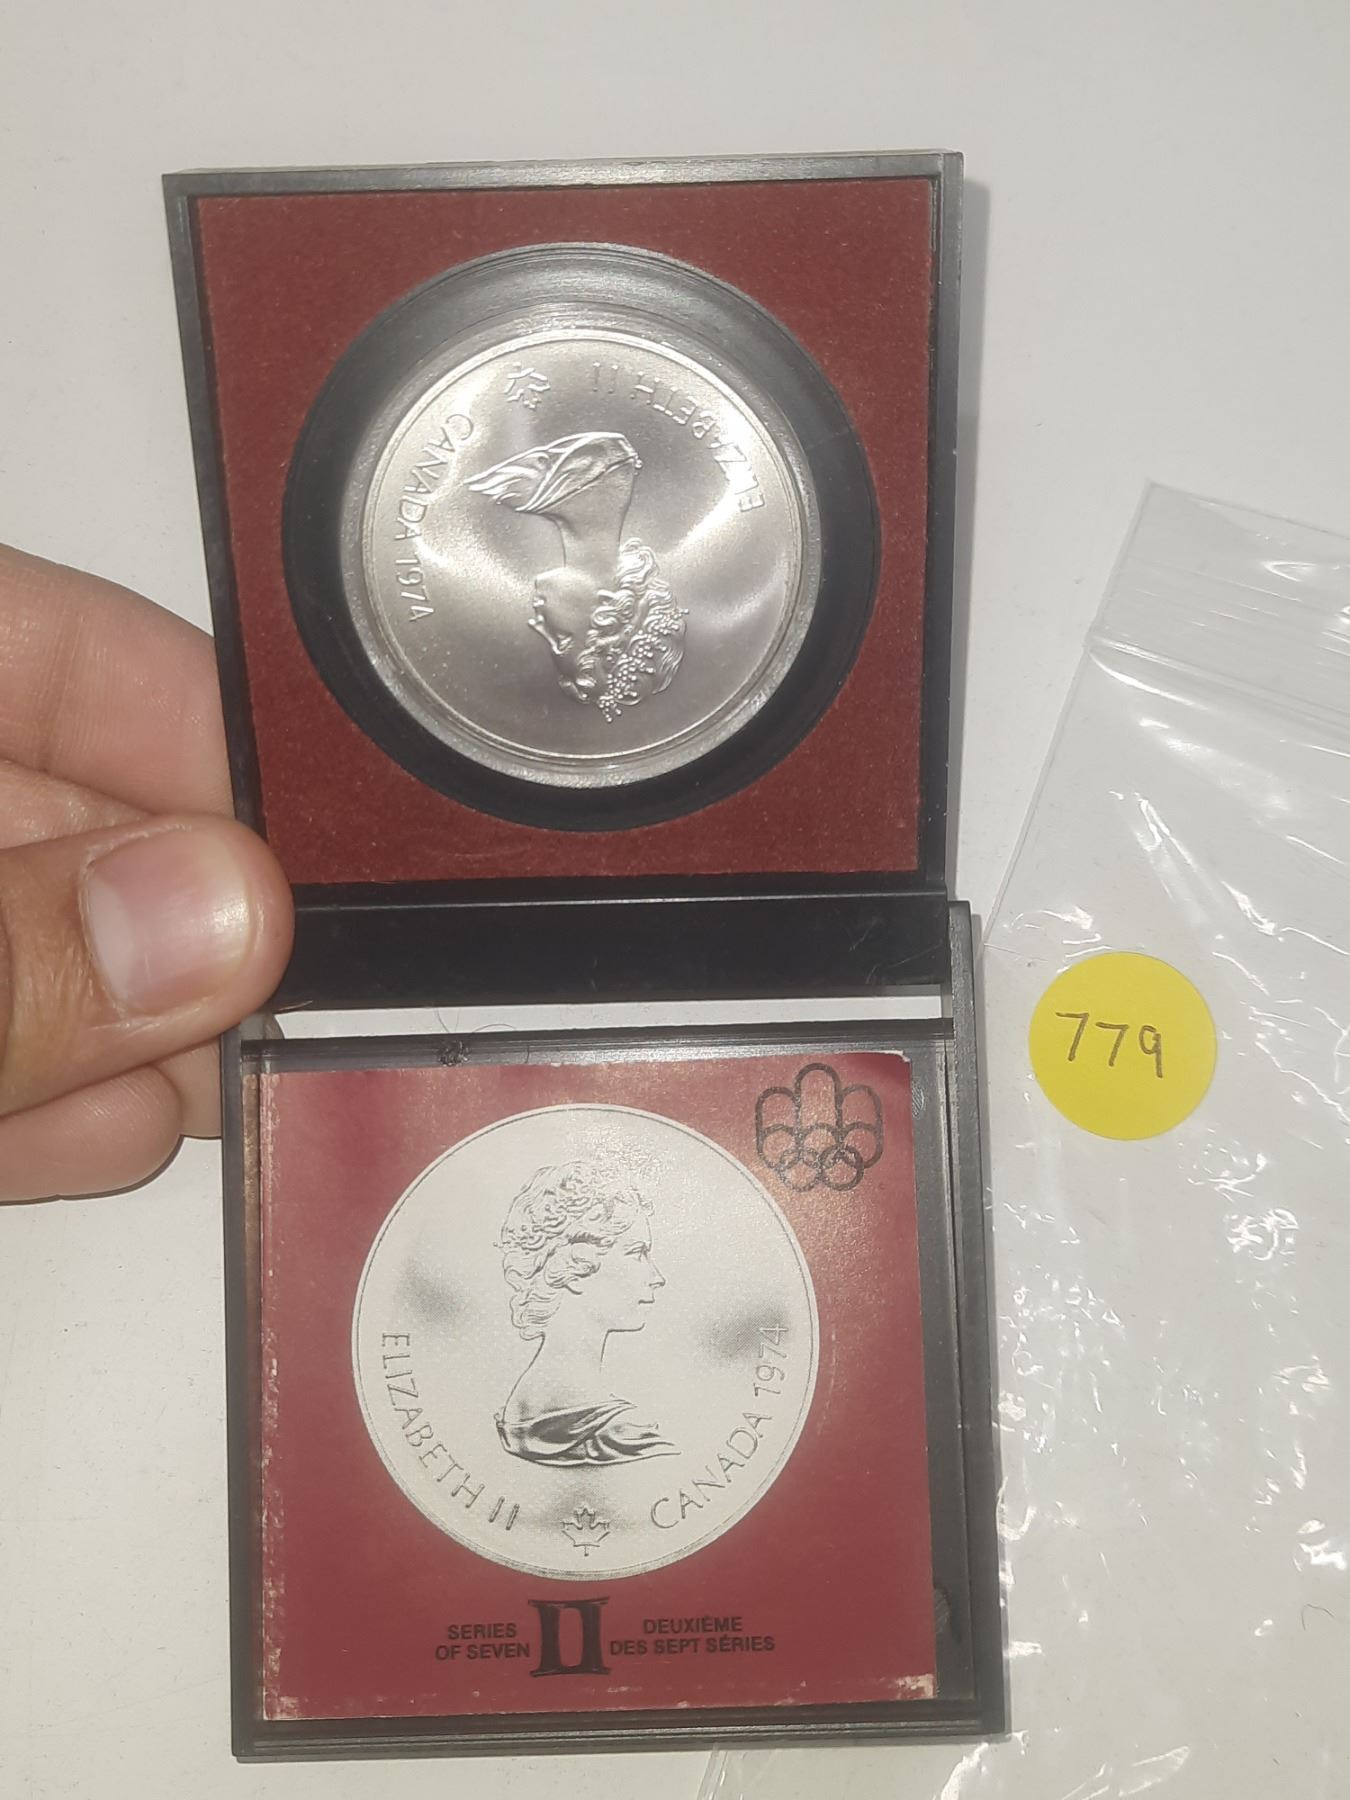 ELIZABETH II
CANADA 1974
779
ELIZABETH II
CANADA 1974
SERIES
OF SEVEN
II
DEUXIÈME
DES SEPT SÉRIES